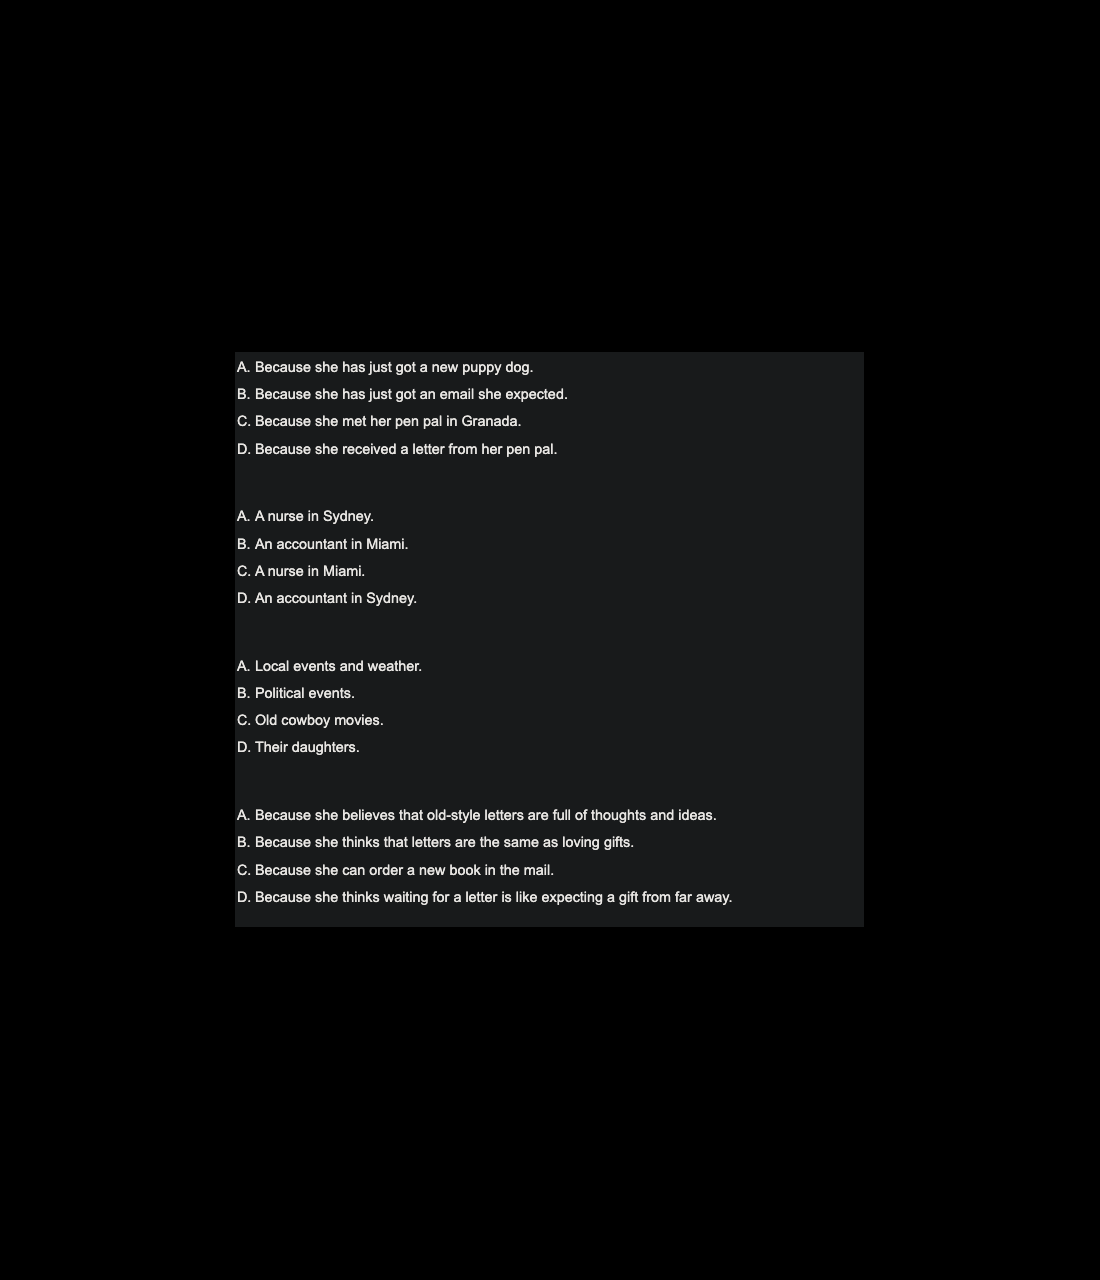 A. Because she has just got a new puppy dog.
B. Because she has just got an email she expected.
C. Because she met her pen pal in Granada.
D. Because she received a letter from her pen pal.
A. A nurse in Sydney.
B. An accountant in Miami.
C. A nurse in Miami.
D. An accountant in Sydney.
A. Local events and weather.
B. Political events.
C. Old cowboy movies.
D. Their daughters.
A. Because she believes that old-style letters are full of thoughts and ideas.
B. Because she thinks that letters are the same as loving gifts.
C. Because she can order a new book in the mail.
D. Because she thinks waiting for a letter is like expecting a gift from far away.